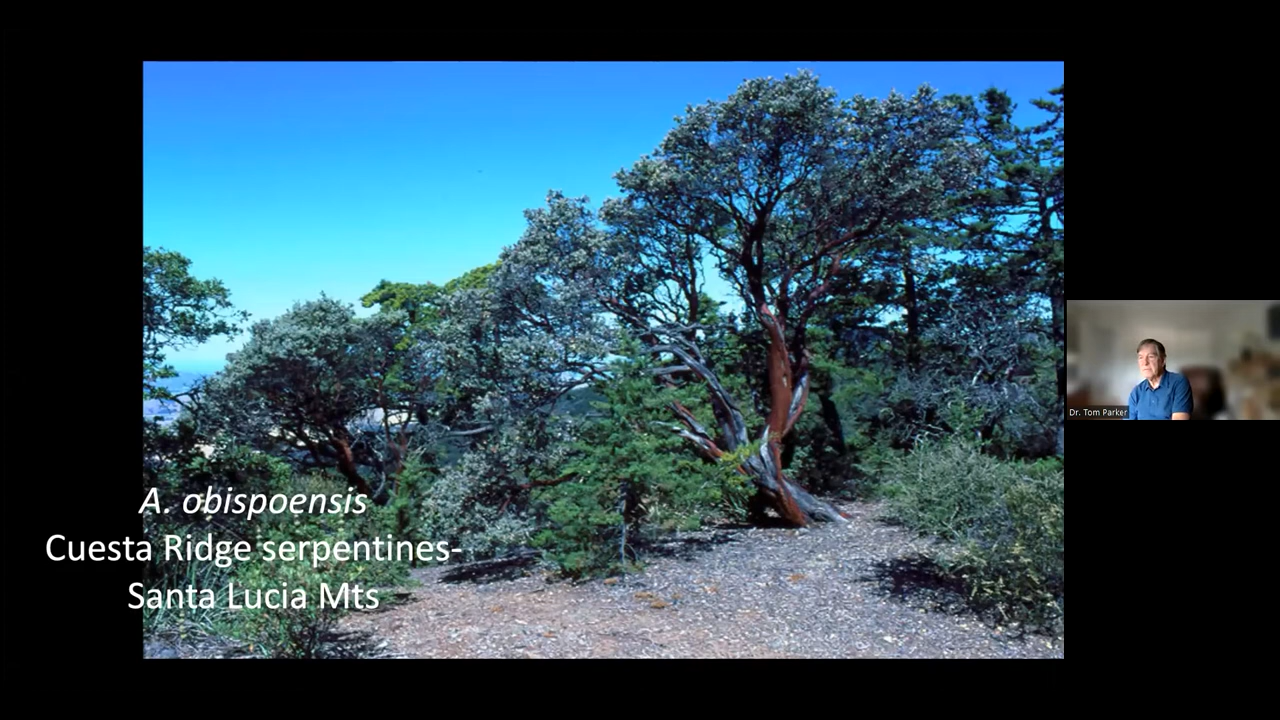 A. obispoensis
Cuesta Ridge serpentines-
Santa Lucia Mts
Dr. Tom Parker